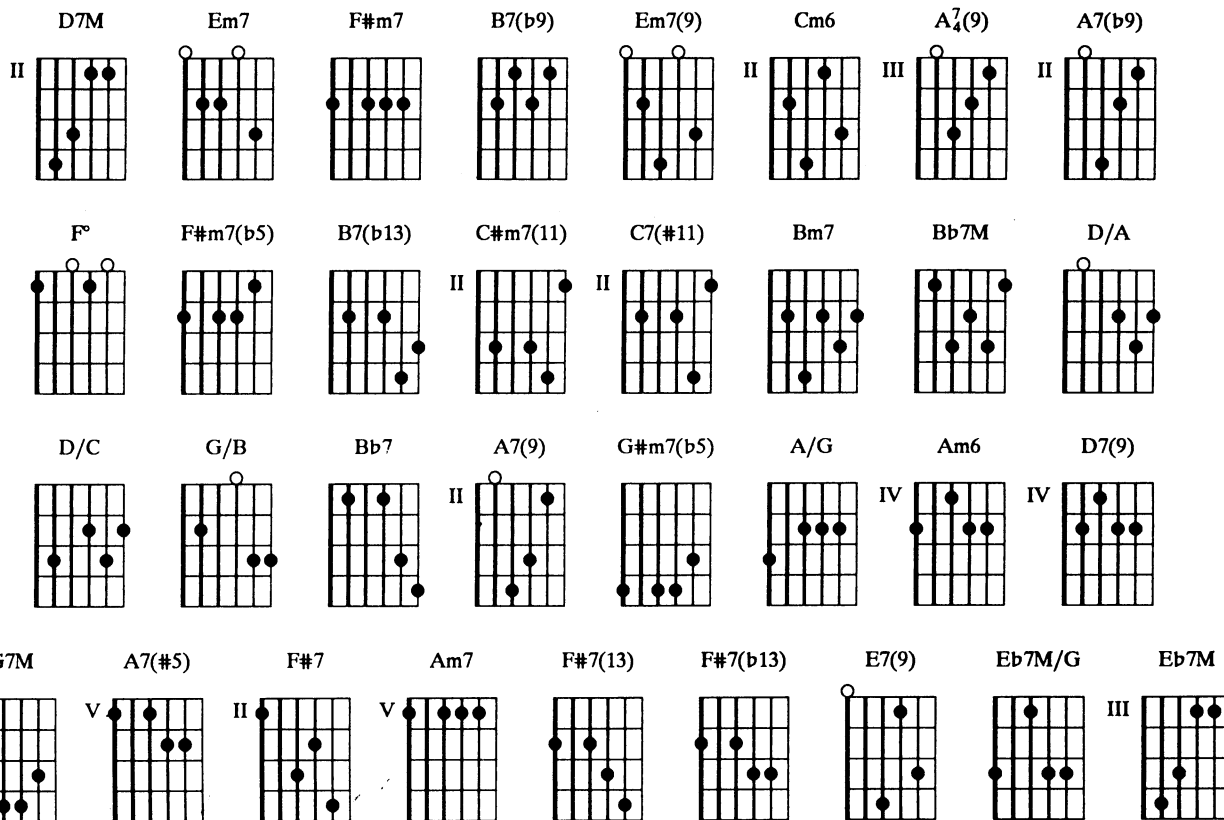 D7M Em7 F#m7 B7(b9) Em7(9) Cm6 A7/4(9) A7(b9)
II II III II
F° F#m7(b5) B7(b13) C#m7(11) C7(#11) Bm7 Bb7M D/A
II II
D/C G/B Bb7 A7(9) G#m7(b5) A/G Am6 D7(9)
II IV IV
G7M A7(#5) F#7 Am7 F#7(13) F#7(b13) E7(9) Eb7M/G Eb7M
V II V III